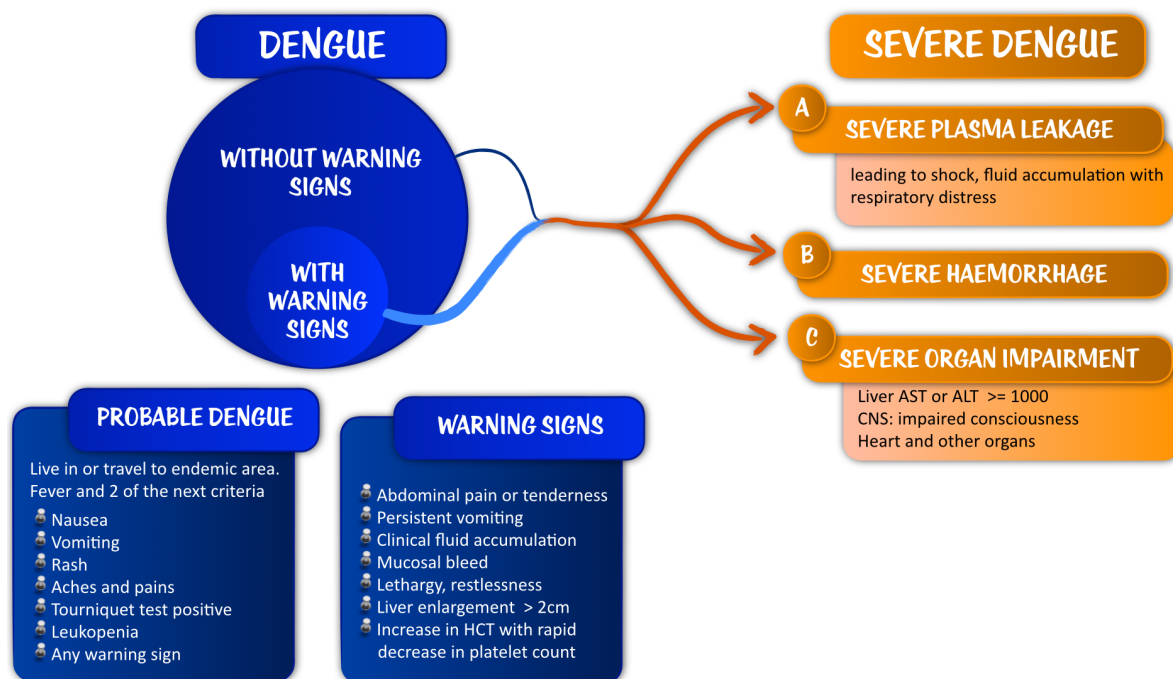 DENGUE
WITHOUT WARNING
SIGNS
WITH
WARNING
SIGNS
SEVERE DENGUE
A
SEVERE PLASMA LEAKAGE
leading to shock, fluid accumulation with
respiratory distress
B
SEVERE HAEMORRHAGE
C
SEVERE ORGAN IMPAIRMENT
Liver AST or ALT >= 1000
CNS: impaired consciousness
Heart and other organs
PROBABLE DENGUE
Live in or travel to endemic area.
Fever and 2 of the next criteria
Nausea
Vomiting
Rash
Aches and pains
Tourniquet test positive
Leukopenia
Any warning sign
WARNING SIGNS
Abdominal pain or tenderness
Persistent vomiting
Clinical fluid accumulation
Mucosal bleed
Lethargy, restlessness
Liver enlargement > 2cm
Increase in HCT with rapid
decrease in platelet count